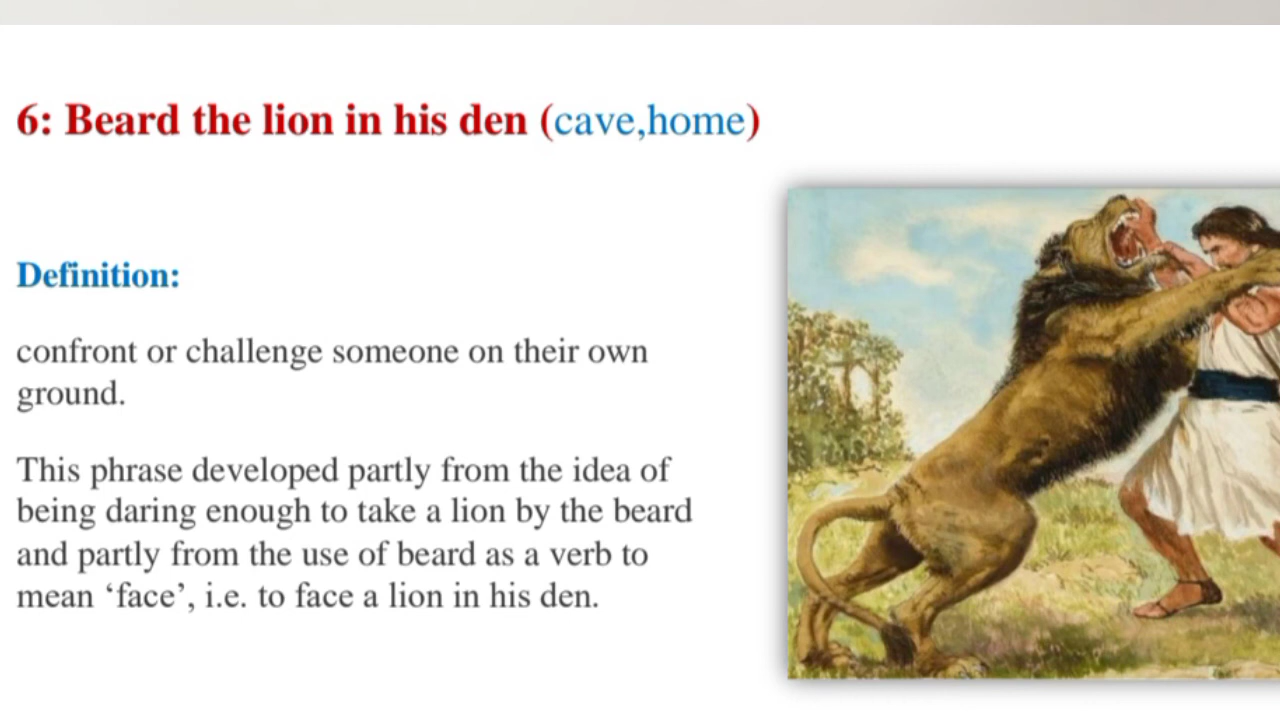 6: Beard the lion in his den (cave,home)
Definition:
confront or challenge someone on their own
ground.
This phrase developed partly from the idea of
being daring enough to take a lion by the beard
and partly from the use of beard as a verb to
mean ‘face’, i.e. to face a lion in his den.